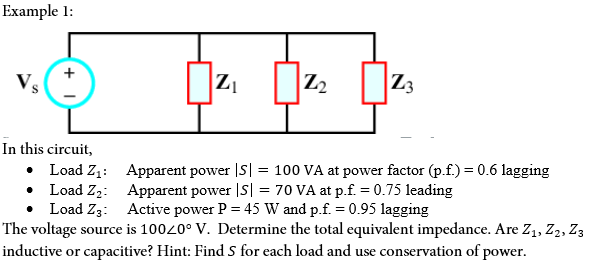 Example 1:
+
Vs
Z1
Z2
Z3
In this circuit,
• Load Z₁: Apparent power |S| = 100 VA at power factor (p.f.) = 0.6 lagging
• Load Z₂: Apparent power |S| = 70 VA at p.f. = 0.75 leading
• Load Z₃: Active power P = 45 W and p.f. = 0.95 lagging
The voltage source is 100∠0° V. Determine the total equivalent impedance. Are Z₁, Z₂, Z₃
inductive or capacitive? Hint: Find S for each load and use conservation of power.